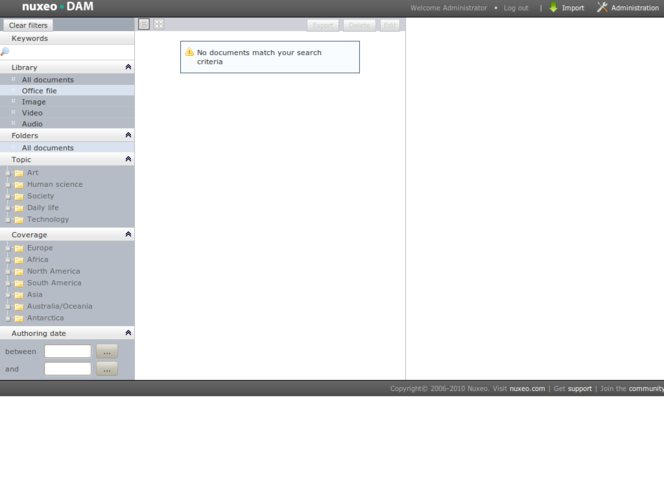 nuxeo DAM
Welcome Administrator • Log out | Import Administration
Clear filters
Export Delete Edit
Keywords
No documents match your search
criteria
Library
All documents
Office file
Image
Video
Audio
Folders
All documents
Topic
Art
Human science
Society
Daily life
Technology
Coverage
Europe
Africa
North America
South America
Asia
Australia/Oceania
Antarctica
Authoring date
between ...
and ...
Copyright© 2006-2010 Nuxeo. Visit nuxeo.com | Get support | Join the community